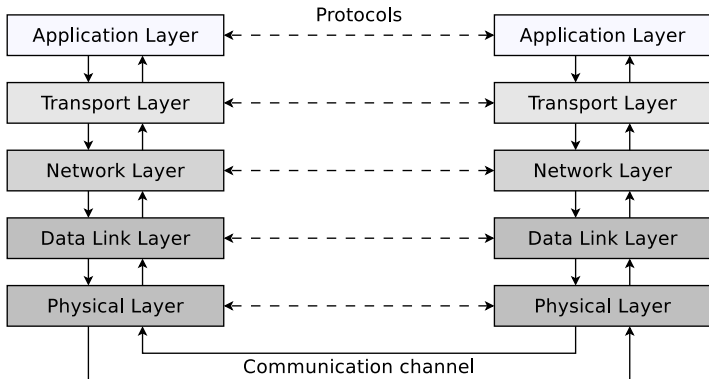 Protocols
Application Layer
Application Layer
Transport Layer
Transport Layer
Network Layer
Network Layer
Data Link Layer
Data Link Layer
Physical Layer
Physical Layer
Communication channel